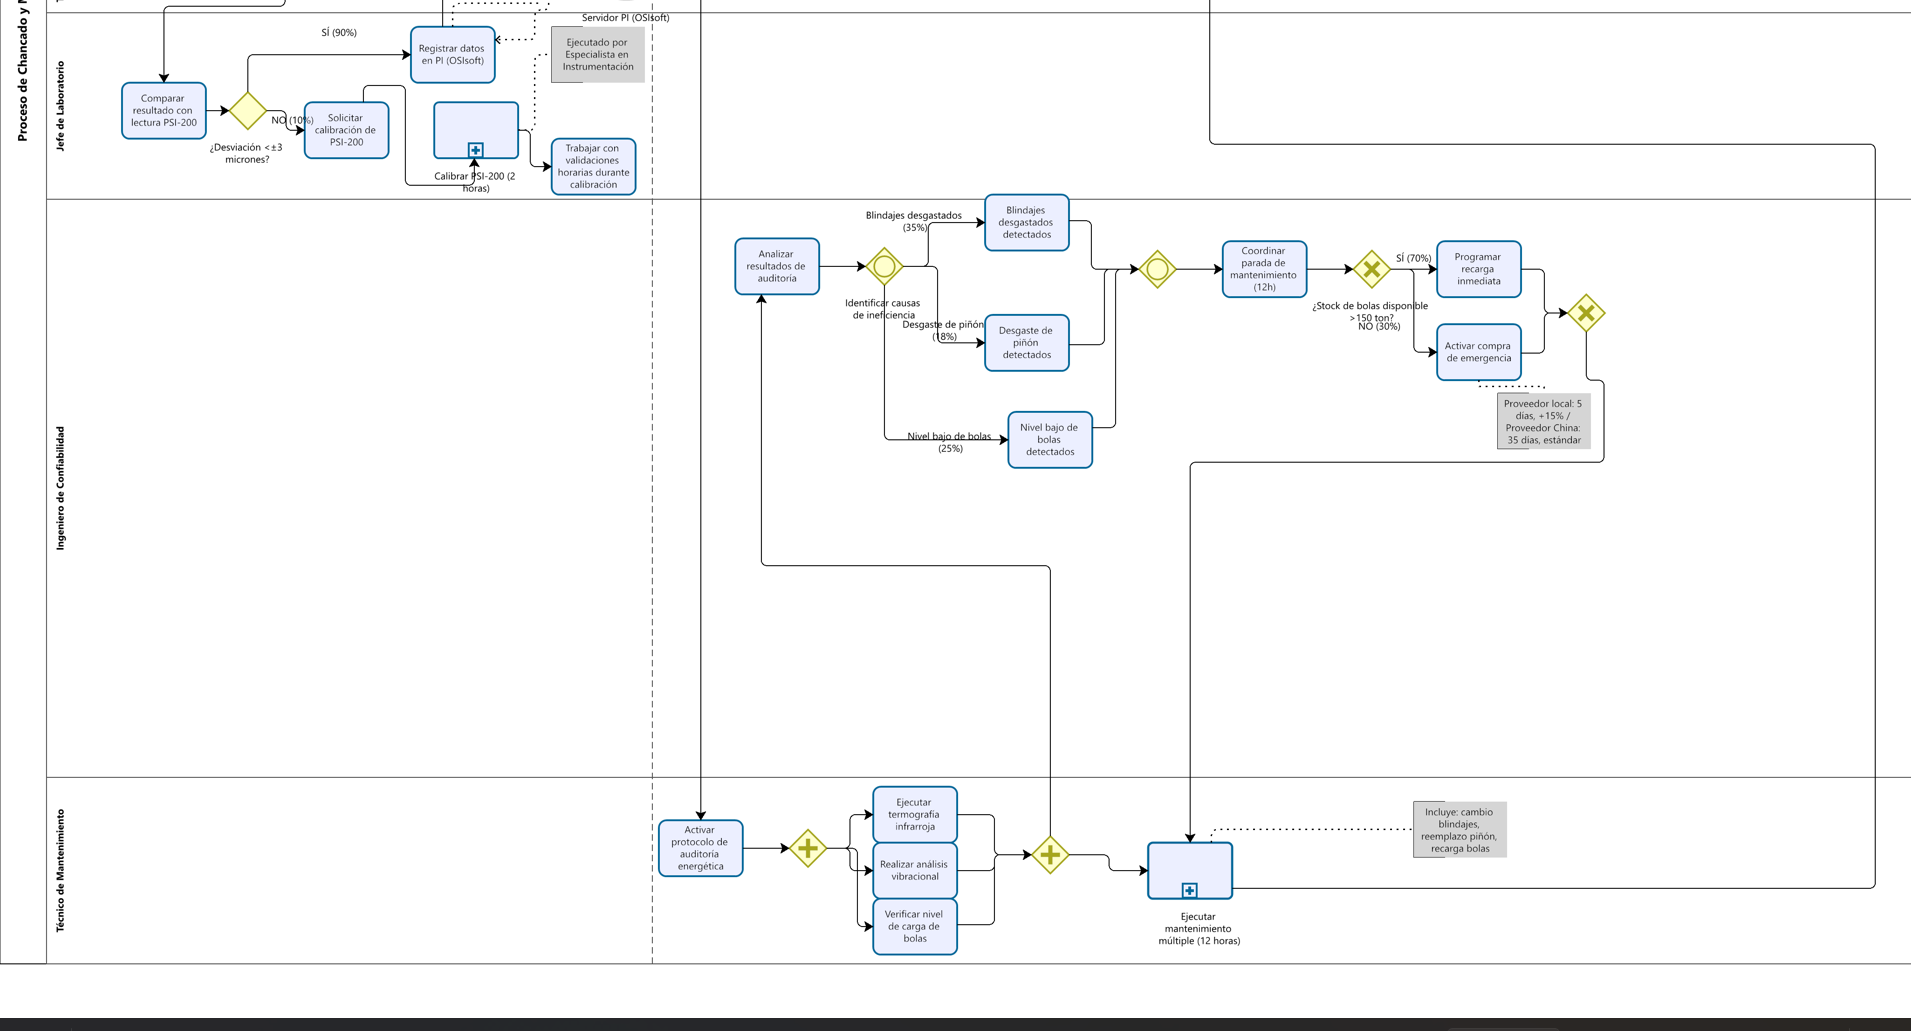 Proceso de Chancado y
Jefe de Laboratorio
Servidor PI (OSIsoft)
SÍ (90%)
Registrar datos
en PI (OSIsoft)
Ejecutado por
Especialista en
Instrumentación
Comparar
resultado con
lectura PSI-200
NO (10%)
¿Desviación <±3
micrones?
Solicitar
calibración de
PSI-200
Calibrar PSI-200 (2
horas)
Trabajar con
validaciones
horarias durante
calibración
Ingeniero de Confiabilidad
Analizar
resultados de
auditoría
Identificar causas
de ineficiencia
Blindajes desgastados
(35%)
Blindajes
desgastados
detectados
Desgaste de piñón
(18%)
Desgaste de
piñón
detectados
Nivel bajo de bolas
(25%)
Nivel bajo de
bolas
detectados
Coordinar
parada de
mantenimiento
(12h)
¿Stock de bolas disponible
>150 ton?
SÍ (70%)
NO (30%)
Programar
recarga
inmediata
Activar compra
de emergencia
Proveedor local: 5
días, +15% /
Proveedor China:
35 días, estándar
Técnico de Mantenimiento
Activar
protocolo de
auditoría
energética
Ejecutar
termografía
infrarroja
Realizar análisis
vibracional
Verificar nivel
de carga de
bolas
Ejecutar
mantenimiento
múltiple (12 horas)
Incluye: cambio
blindajes,
reemplazo piñón,
recarga bolas